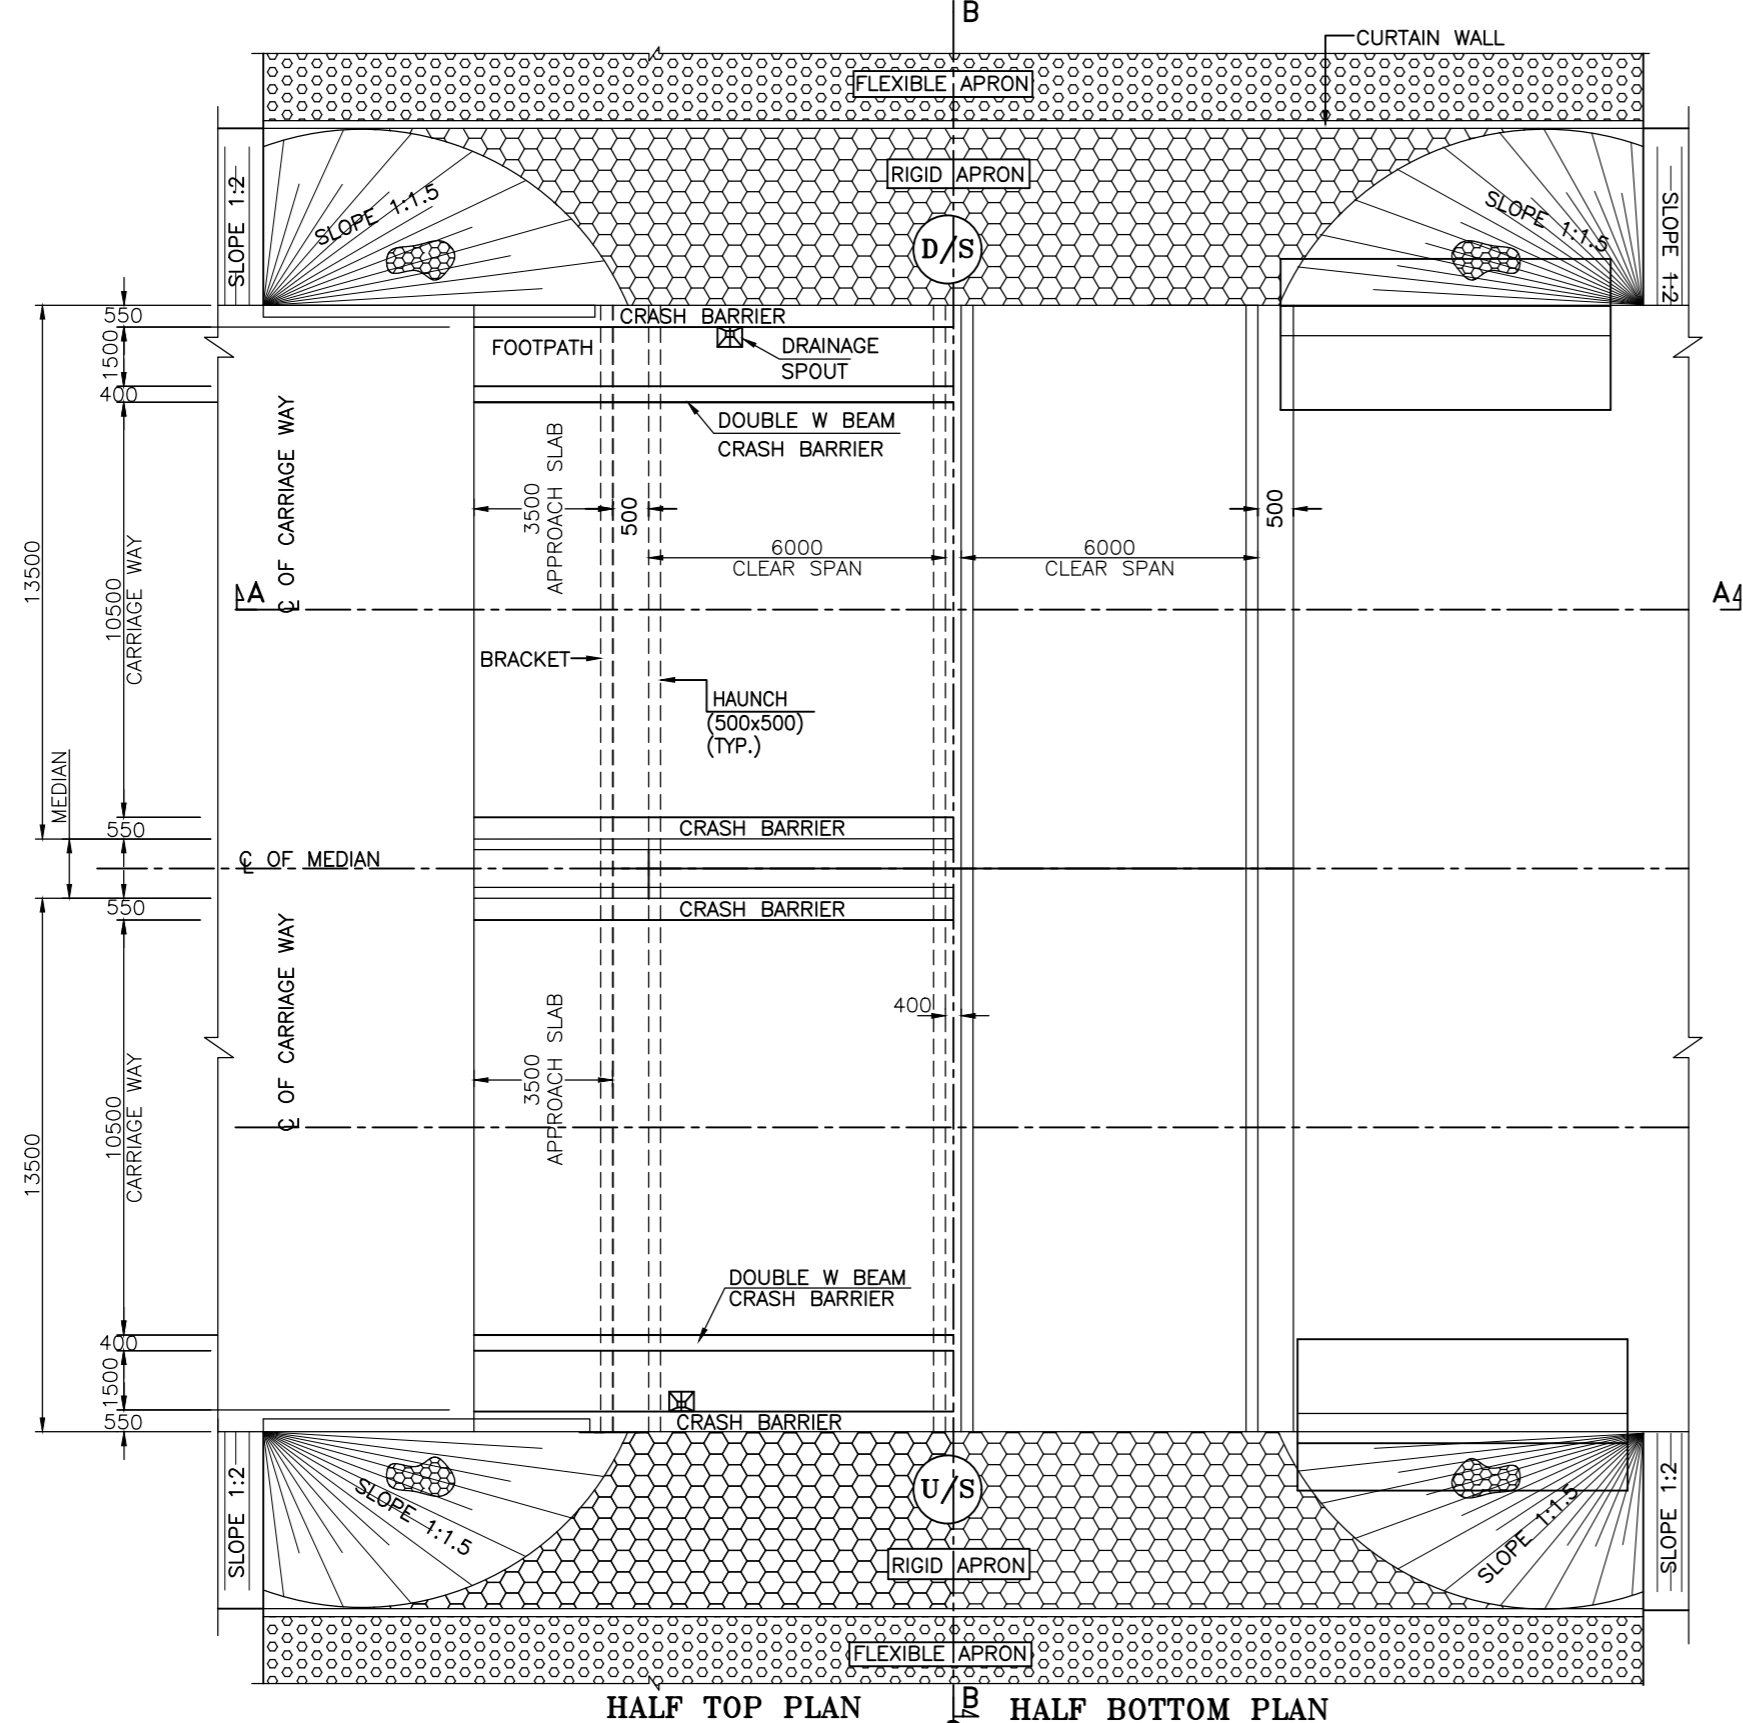 B
CURTAIN WALL
FLEXIBLE APRON
RIGID APRON
SLOPE 1:2
SLOPE 1:1.5
D/S
SLOPE 1:1.5
SLOPE 1:2
550
CRASH BARRIER
1500
FOOTPATH
DRAINAGE
SPOUT
400
DOUBLE W BEAM
CRASH BARRIER
℄ OF CARRIAGE WAY
3500
APPROACH SLAB
500
500
6000
CLEAR SPAN
6000
CLEAR SPAN
13500
10500
CARRIAGE WAY
A
A
BRACKET
HAUNCH
(500x500)
(TYP.)
MEDIAN
550
CRASH BARRIER
℄ OF MEDIAN
550
CRASH BARRIER
℄ OF CARRIAGE WAY
400
3500
APPROACH SLAB
13500
10500
CARRIAGE WAY
DOUBLE W BEAM
CRASH BARRIER
400
1500
550
CRASH BARRIER
SLOPE 1:2
SLOPE 1:1.5
U/S
SLOPE 1:1.5
SLOPE 1:2
RIGID APRON
FLEXIBLE APRON
B
HALF TOP PLAN
HALF BOTTOM PLAN